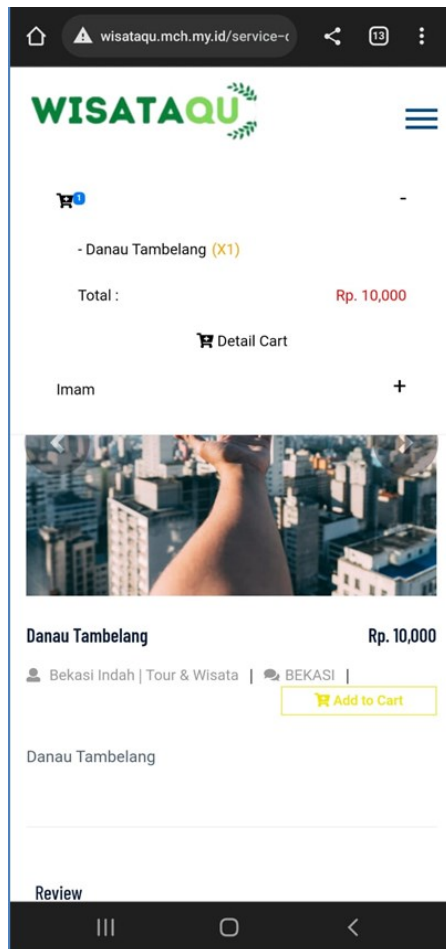 wisataqu.mch.my.id/service-
13
WISATAQU
1
-
- Danau Tambelang (X1)
Total : Rp. 10,000
Detail Cart
Imam +
Danau Tambelang Rp. 10,000
Bekasi Indah | Tour & Wisata | BEKASI |
Add to Cart
Danau Tambelang
Review